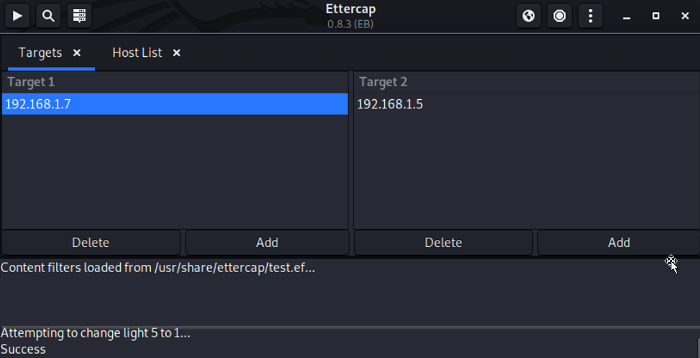 Ettercap
0.8.3 (EB)
Targets
Host List
Target 1
Target 2
192.168.1.7
192.168.1.5
Delete
Add
Delete
Add
Content filters loaded from /usr/share/ettercap/test.ef...
Attempting to change light 5 to 1...
Success